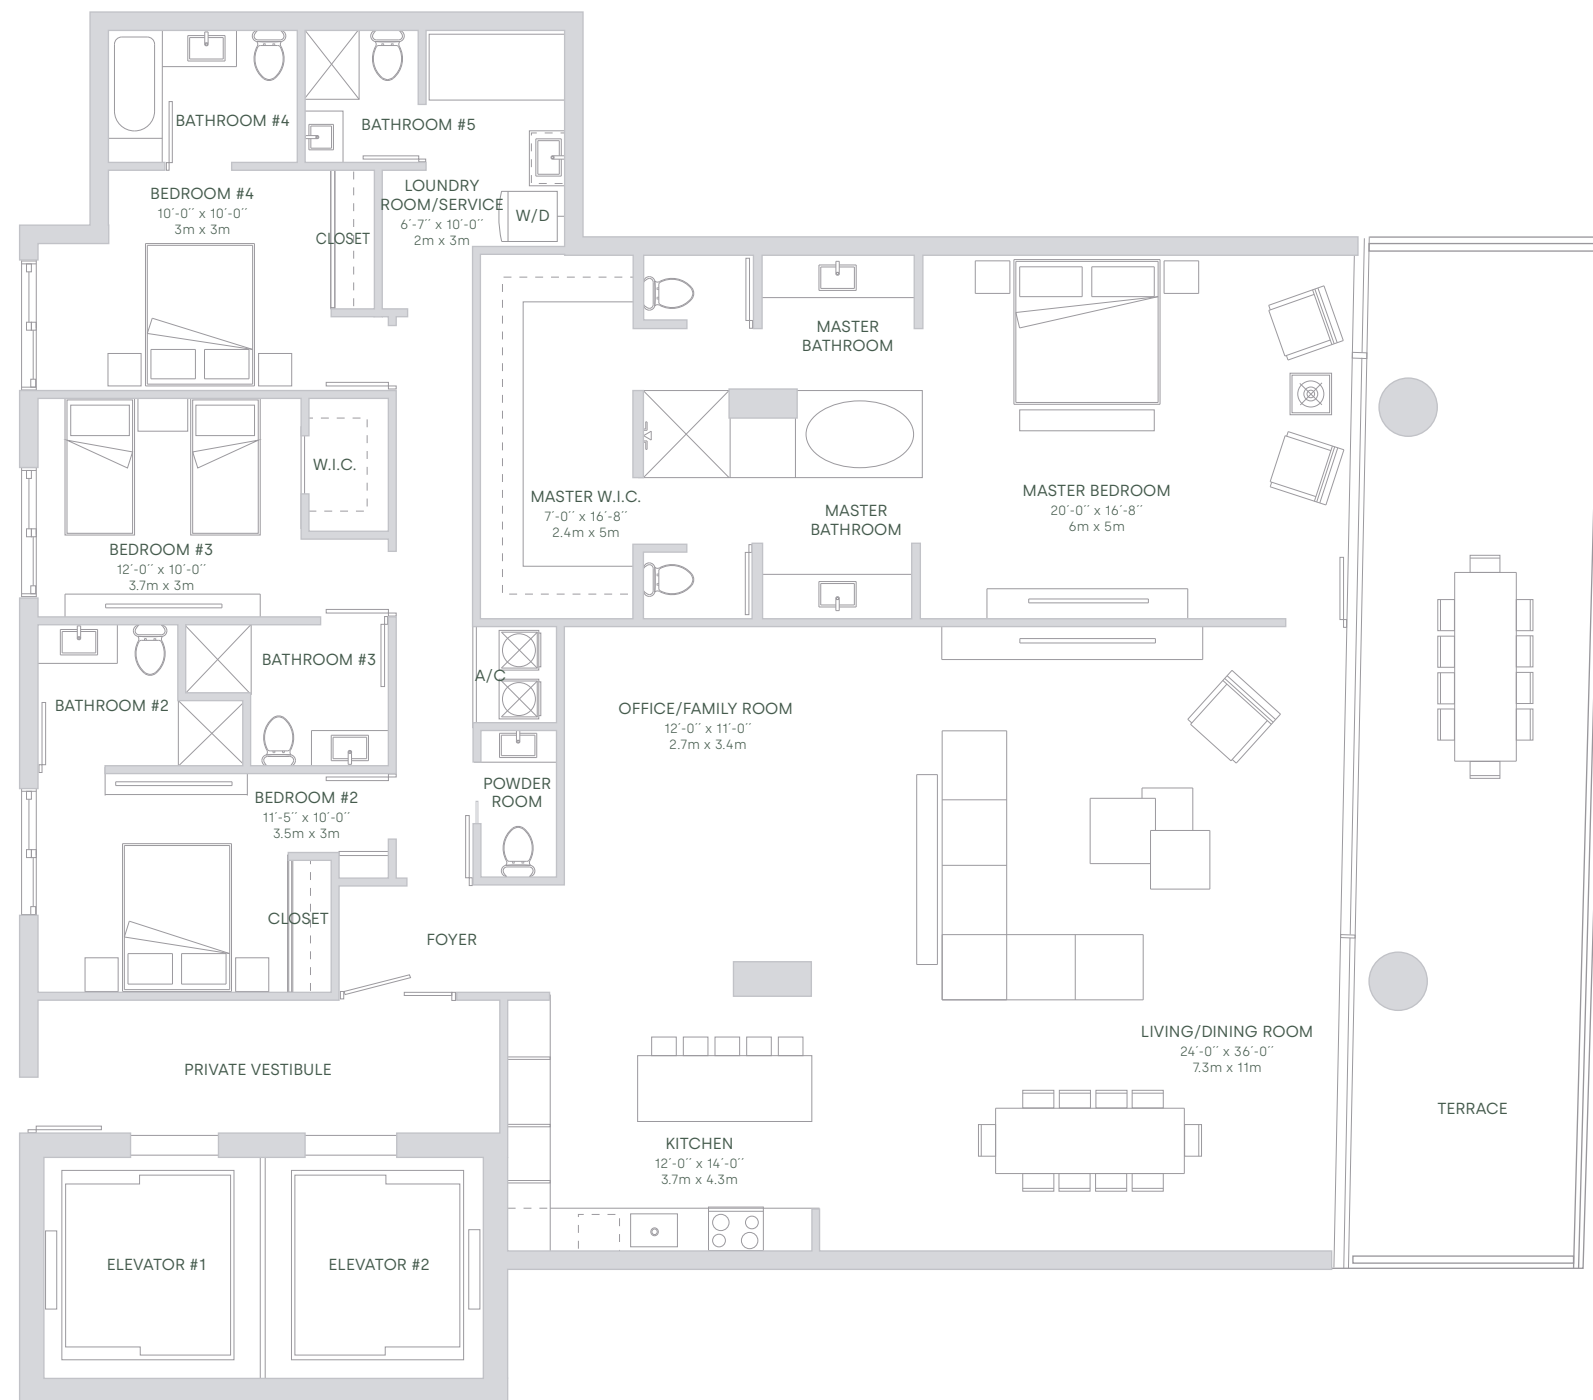 BATHROOM #4
BATHROOM #5
BEDROOM #4
10´-0´´ x 10´-0´´
3m x 3m
CLOSET
LOUNDRY
ROOM/SERVICE
6´-7´´ x 10´-0´´
2m x 3m
W/D
MASTER
BATHROOM
W.I.C.
MASTER W.I.C.
7´-0´´ x 16´-8´´
2.4m x 5m
MASTER
BATHROOM
MASTER BEDROOM
20´-0´´ x 16´-8´´
6m x 5m
BEDROOM #3
12´-0´´ x 10´-0´´
3.7m x 3m
BATHROOM #3
BATHROOM #2
A/C
OFFICE/FAMILY ROOM
12´-0´´ x 11´-0´´
2.7m x 3.4m
POWDER
ROOM
BEDROOM #2
11´-5´´ x 10´-0´´
3.5m x 3m
CLOSET
FOYER
LIVING/DINING ROOM
24´-0´´ x 36´-0´´
7.3m x 11m
PRIVATE VESTIBULE
TERRACE
KITCHEN
12´-0´´ x 14´-0´´
3.7m x 4.3m
ELEVATOR #1
ELEVATOR #2